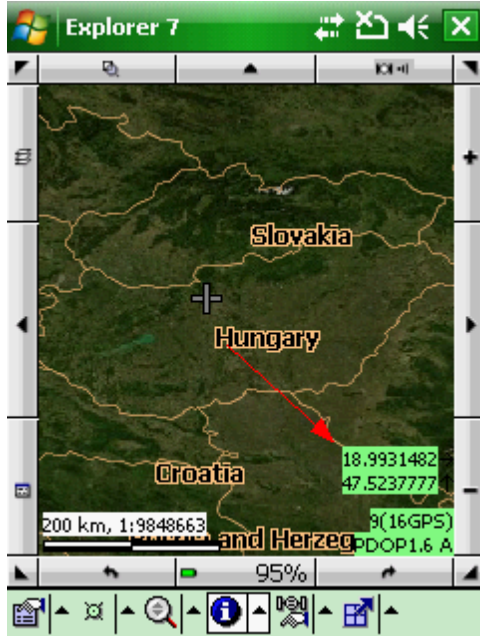 Explorer 7
Slovakia
Hungary
18.9931482
47.5237777
Croatia
200 km, 1:9848663
9(16GPS)
and Herzeg
PDOP1.6 A
95%